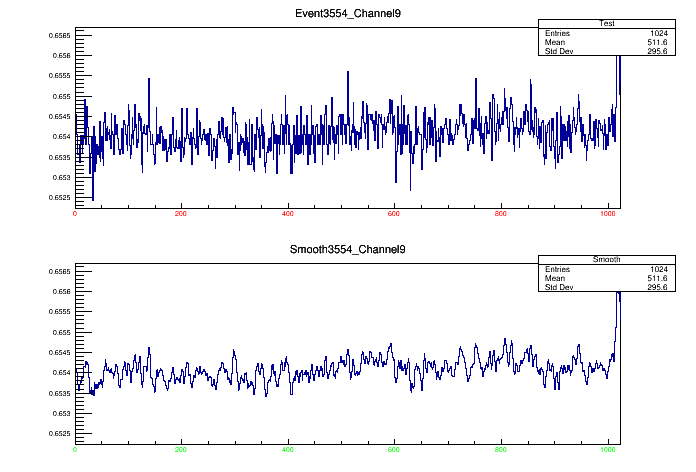 Event3554_Channel9
Test
Entries 1024
Mean 511.6
Std Dev 295.6
0.6565
0.656
0.6555
0.655
0.6545
0.654
0.6535
0.653
0.6525
0 200 400 600 800 1000
Smooth3554_Channel9
Smooth
Entries 1024
Mean 511.6
Std Dev 295.6
0.6565
0.656
0.6555
0.655
0.6545
0.654
0.6535
0.653
0.6525
0 200 400 600 800 1000